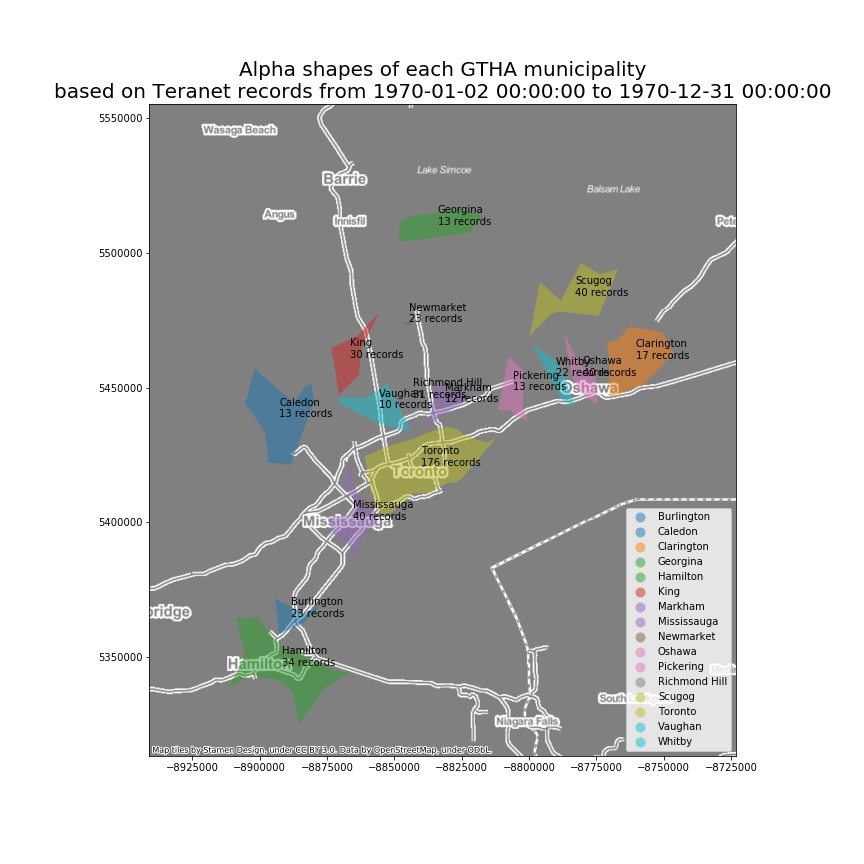 Alpha shapes of each GTHA municipality
based on Teranet records from 1970-01-02 00:00:00 to 1970-12-31 00:00:00
5550000
5500000
5450000
5400000
5350000
Wasaga Beach
Barrie
Lake Simcoe
Balsam Lake
Angus
Innisfil
Georgina
13 records
Scugog
40 records
Newmarket
23 records
King
30 records
Clarington
17 records
Whitby
22 records
Oshawa
40 records
Oshawa
Pickering
13 records
Richmond Hill
31 records
Markham
12 records
Vaughan
10 records
Caledon
13 records
Toronto
176 records
Toronto
Mississauga
40 records
Mississauga
bridge
Burlington
23 records
Hamilton
34 records
Hamilton
Niagara Falls
Burlington
Caledon
Clarington
Georgina
Hamilton
King
Markham
Mississauga
Newmarket
Oshawa
Pickering
Richmond Hill
Scugog
Toronto
Vaughan
Whitby
Map tiles by Stamen Design, under CC BY 3.0. Data by OpenStreetMap, under ODbL.
−8925000 −8900000 −8875000 −8850000 −8825000 −8800000 −8775000 −8750000 −8725000